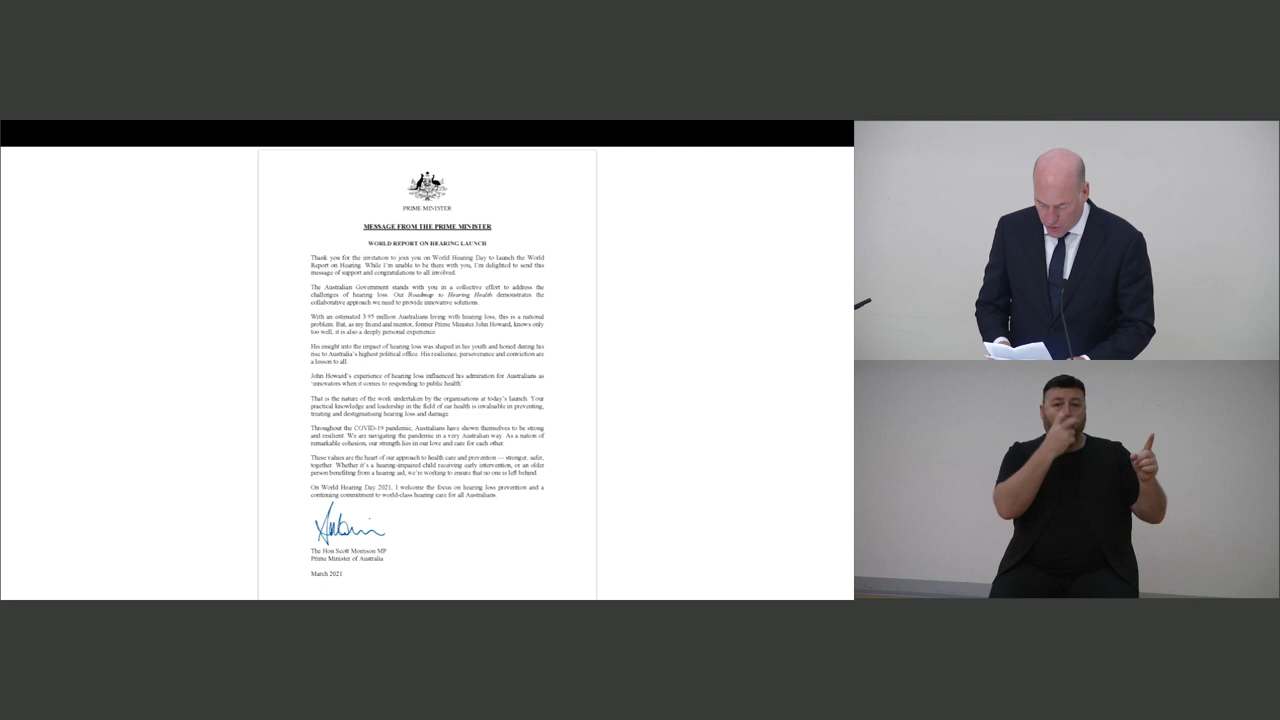 PRIME MINISTER
MESSAGE FROM THE PRIME MINISTER
WORLD REPORT ON HEARING LAUNCH
Thank you for the invitation to join you on World Hearing Day to launch the World
Report on Hearing. While I'm unable to be there with you, I'm delighted to send this
message of support and congratulations to all involved.
The Australian Government stands with you in a collective effort to address the
challenges of hearing loss. Our Roadmap to Hearing Health demonstrates the
collaborative approach we need to provide innovative solutions.
With an estimated 3.95 million Australians living with hearing loss, this is a national
problem. But, as my friend and mentor, former Prime Minister John Howard, knows only
too well, it is also a deeply personal experience.
His insight into the impact of hearing loss was shaped in his youth and honed during his
rise to Australia's highest political office. His resilience, perseverance and conviction are
a lesson to all.
John Howard's experience of hearing loss influenced his admiration for Australians as
'innovators when it comes to responding to public health'.
That is the nature of the work undertaken by the organisations at today's launch. Your
practical knowledge and leadership in the field of ear health is invaluable in preventing,
treating and destigmatising hearing loss and damage.
Throughout the COVID-19 pandemic, Australians have shown themselves to be strong
and resilient. We are navigating the pandemic in a very Australian way. As a nation of
remarkable cohesion, our strength lies in our love and care for each other.
These values are the heart of our approach to health care and prevention — stronger, safer,
together. Whether it's a hearing-impaired child receiving early intervention, or an older
person benefiting from a hearing aid, we're working to ensure that no one is left behind.
On World Hearing Day 2021, I welcome the focus on hearing loss prevention and a
continuing commitment to world-class hearing care for all Australians.
The Hon Scott Morrison MP
Prime Minister of Australia
March 2021